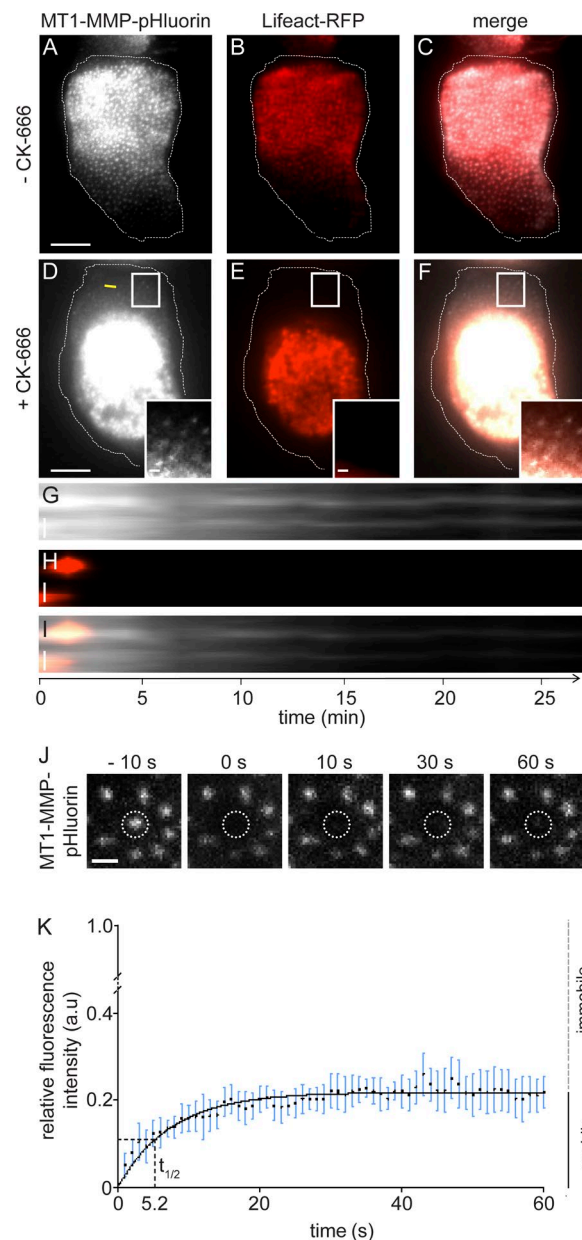 MT1-MMP-pHluorin Lifeact-RFP merge
A B C
- CK-666
D E F
+ CK-666
G
H
I
0 5 10 15 20 25
time (min)
J - 10 s 0 s 10 s 30 s 60 s
MT1-MMP-
pHluorin
K
1.0
0.4
0.2
0
relative fluorescence
intensity (a.u)
t1/2
0 5.2 20 40 60
time (s)
immobile